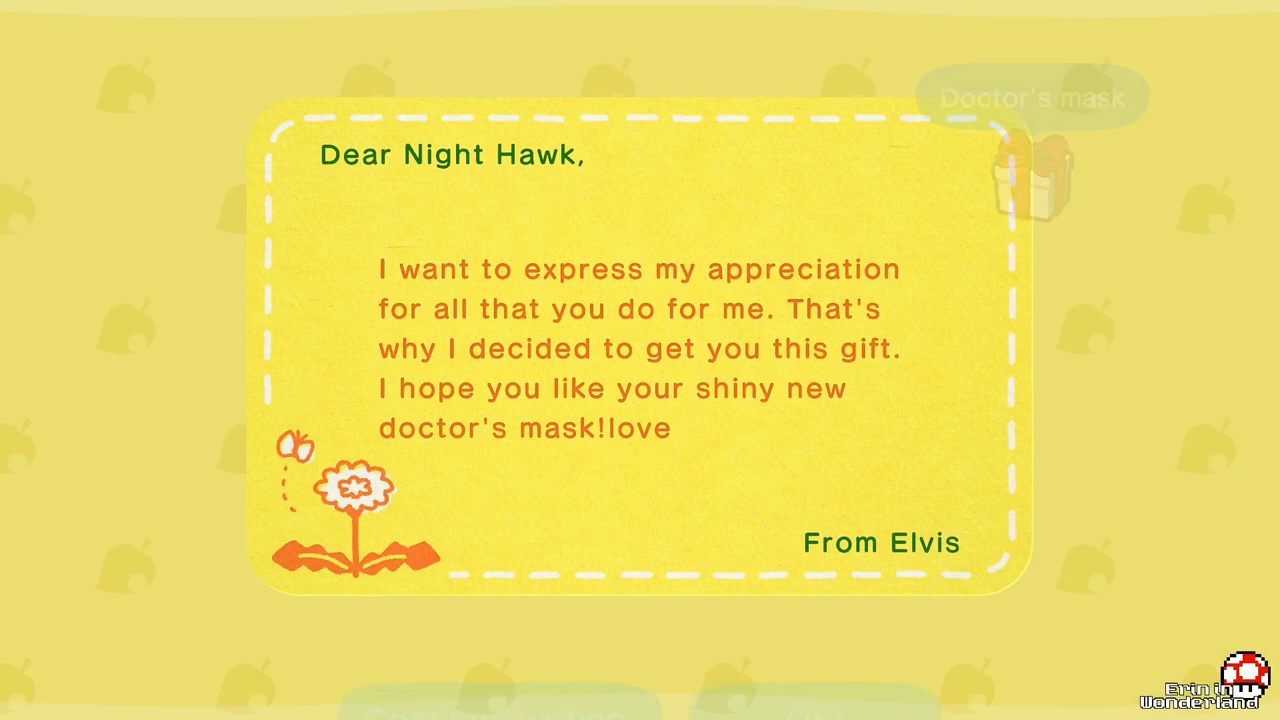 Doctor's mask
Dear Night Hawk,
I want to express my appreciation
for all that you do for me. That's
why I decided to get you this gift.
I hope you like your shiny new
doctor's mask!love
From Elvis
Erin in
Wonderland